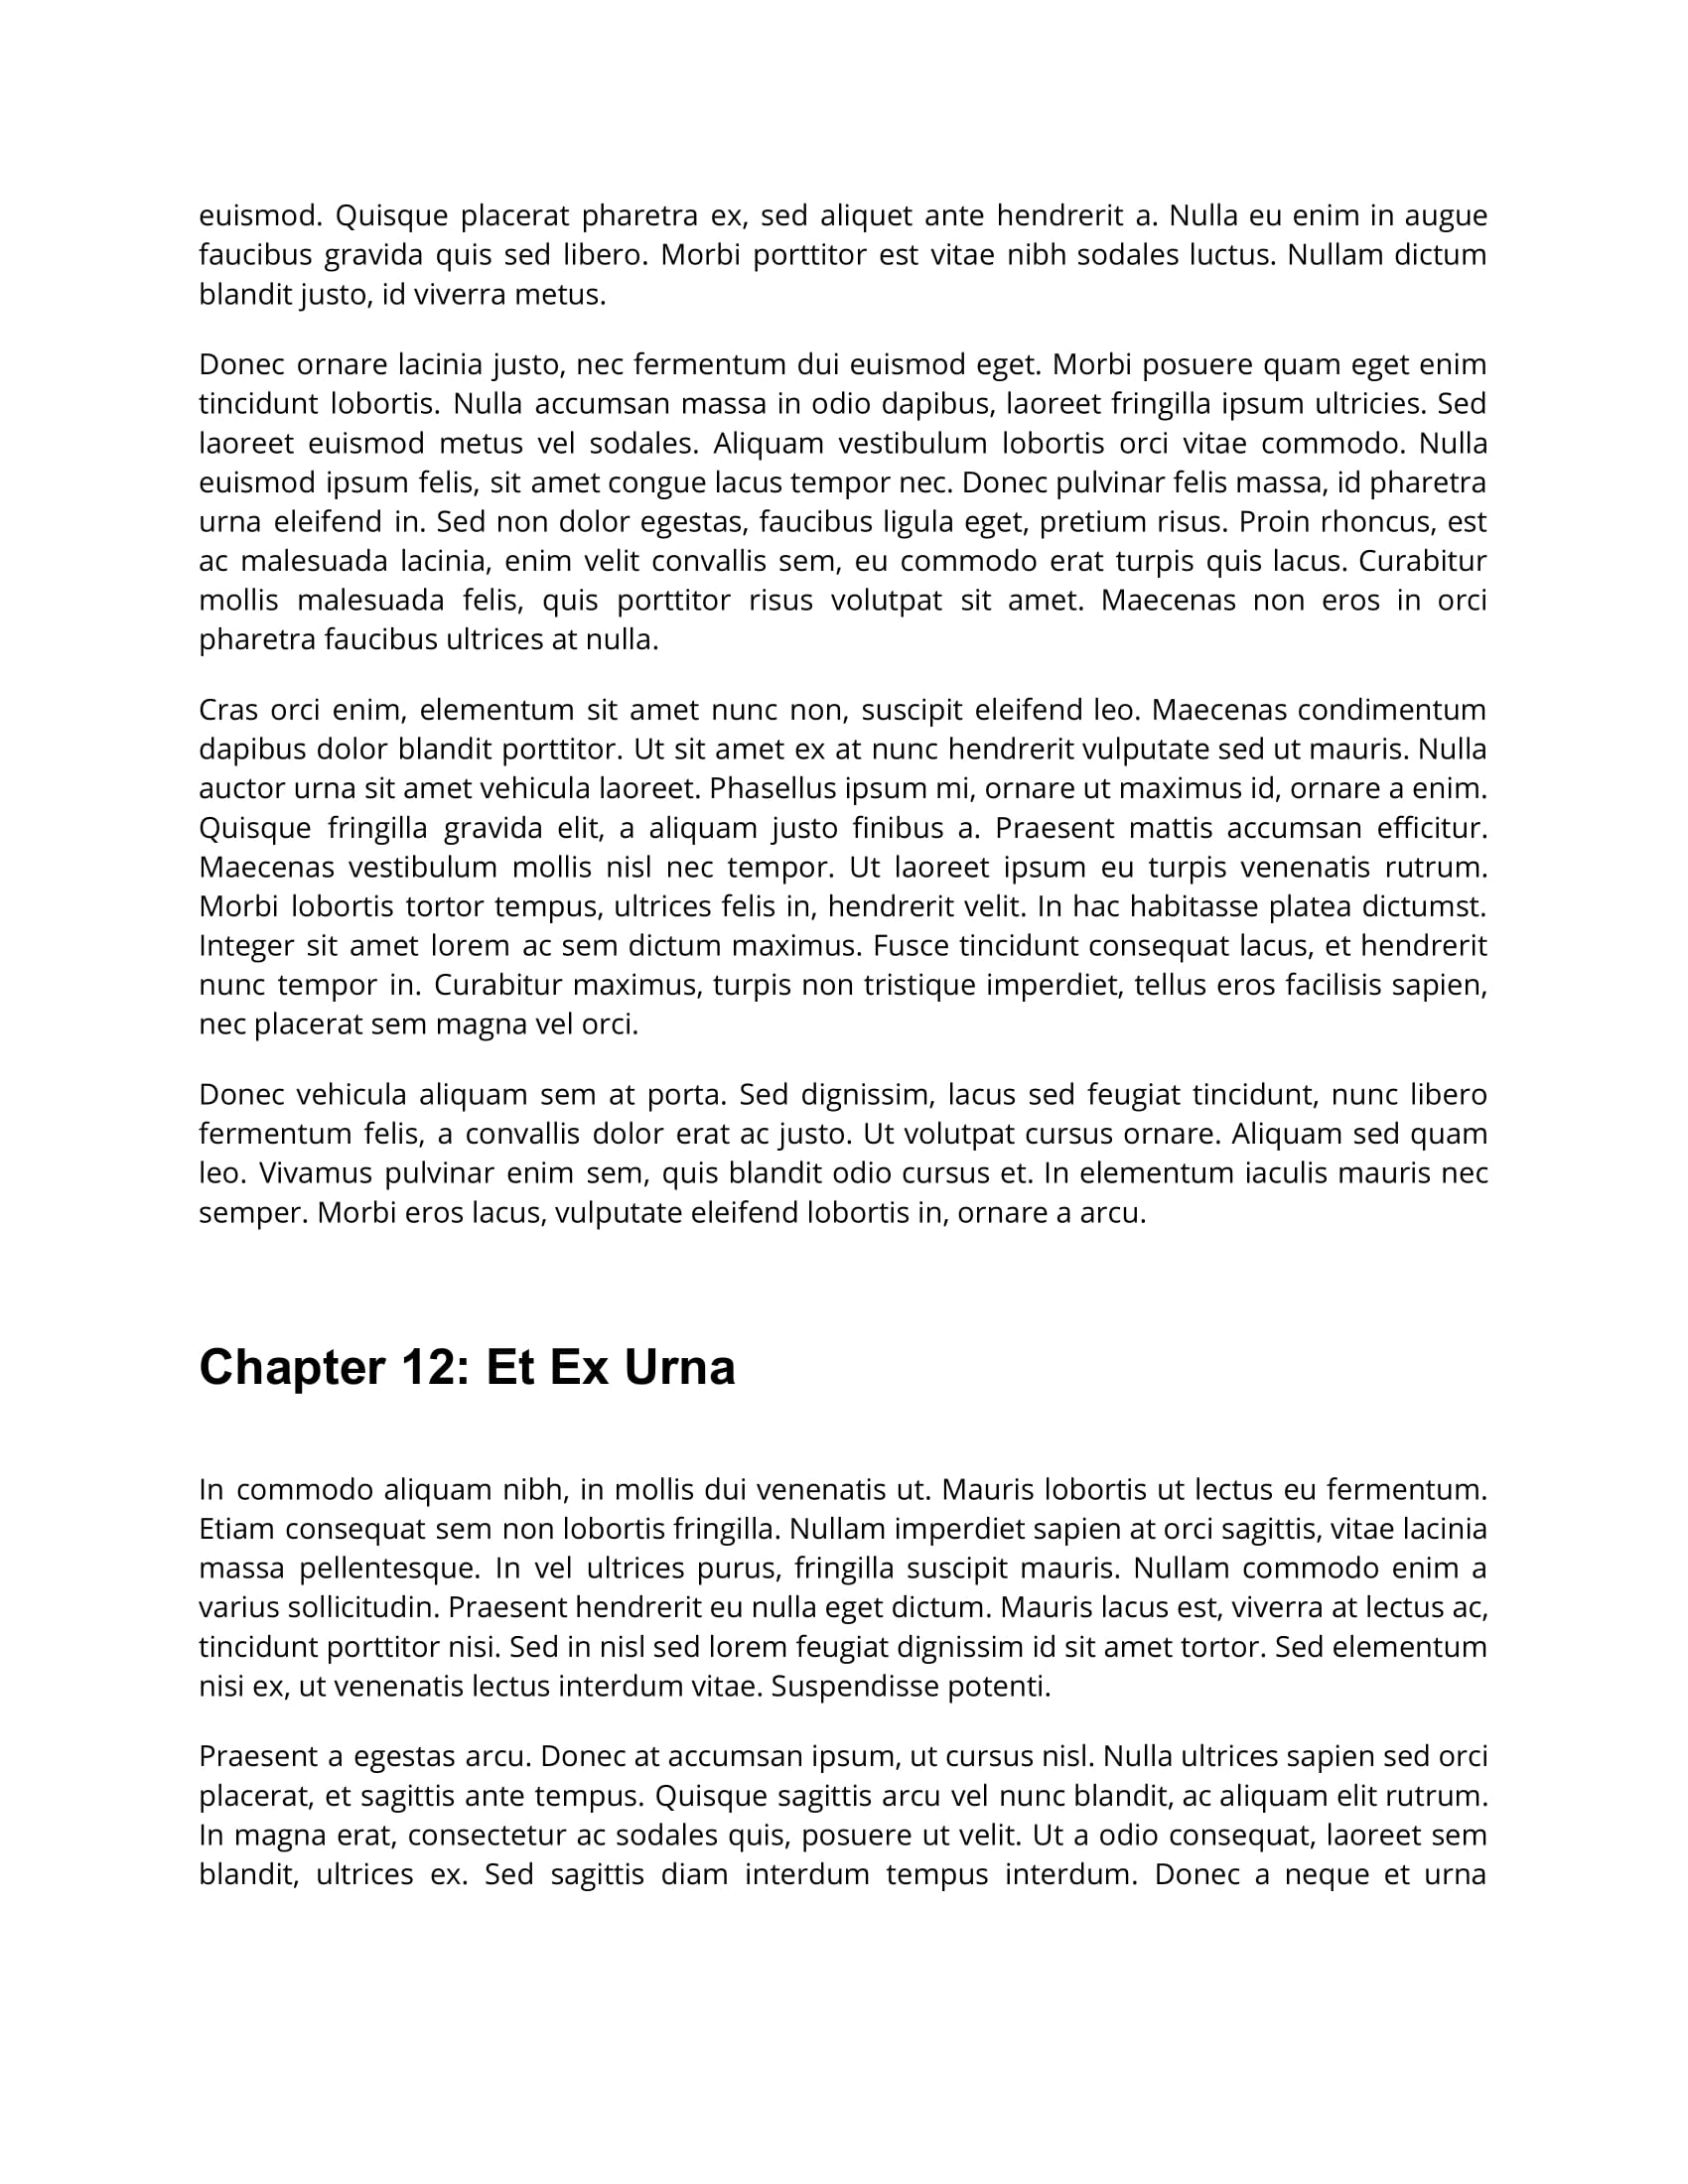 euismod. Quisque placerat pharetra ex, sed aliquet ante hendrerit a. Nulla eu enim in augue
faucibus gravida quis sed libero. Morbi porttitor est vitae nibh sodales luctus. Nullam dictum
blandit justo, id viverra metus.
Donec ornare lacinia justo, nec fermentum dui euismod eget. Morbi posuere quam eget enim
tincidunt lobortis. Nulla accumsan massa in odio dapibus, laoreet fringilla ipsum ultricies. Sed
laoreet euismod metus vel sodales. Aliquam vestibulum lobortis orci vitae commodo. Nulla
euismod ipsum felis, sit amet congue lacus tempor nec. Donec pulvinar felis massa, id pharetra
urna eleifend in. Sed non dolor egestas, faucibus ligula eget, pretium risus. Proin rhoncus, est
ac malesuada lacinia, enim velit convallis sem, eu commodo erat turpis quis lacus. Curabitur
mollis malesuada felis, quis porttitor risus volutpat sit amet. Maecenas non eros in orci
pharetra faucibus ultrices at nulla.
Cras orci enim, elementum sit amet nunc non, suscipit eleifend leo. Maecenas condimentum
dapibus dolor blandit porttitor. Ut sit amet ex at nunc hendrerit vulputate sed ut mauris. Nulla
auctor urna sit amet vehicula laoreet. Phasellus ipsum mi, ornare ut maximus id, ornare a enim.
Quisque fringilla gravida elit, a aliquam justo finibus a. Praesent mattis accumsan efficitur.
Maecenas vestibulum mollis nisl nec tempor. Ut laoreet ipsum eu turpis venenatis rutrum.
Morbi lobortis tortor tempus, ultrices felis in, hendrerit velit. In hac habitasse platea dictumst.
Integer sit amet lorem ac sem dictum maximus. Fusce tincidunt consequat lacus, et hendrerit
nunc tempor in. Curabitur maximus, turpis non tristique imperdiet, tellus eros facilisis sapien,
nec placerat sem magna vel orci.
Donec vehicula aliquam sem at porta. Sed dignissim, lacus sed feugiat tincidunt, nunc libero
fermentum felis, a convallis dolor erat ac justo. Ut volutpat cursus ornare. Aliquam sed quam
leo. Vivamus pulvinar enim sem, quis blandit odio cursus et. In elementum iaculis mauris nec
semper. Morbi eros lacus, vulputate eleifend lobortis in, ornare a arcu.
Chapter 12: Et Ex Urna
In commodo aliquam nibh, in mollis dui venenatis ut. Mauris lobortis ut lectus eu fermentum.
Etiam consequat sem non lobortis fringilla. Nullam imperdiet sapien at orci sagittis, vitae lacinia
massa pellentesque. In vel ultrices purus, fringilla suscipit mauris. Nullam commodo enim a
varius sollicitudin. Praesent hendrerit eu nulla eget dictum. Mauris lacus est, viverra at lectus ac,
tincidunt porttitor nisi. Sed in nisl sed lorem feugiat dignissim id sit amet tortor. Sed elementum
nisi ex, ut venenatis lectus interdum vitae. Suspendisse potenti.
Praesent a egestas arcu. Donec at accumsan ipsum, ut cursus nisl. Nulla ultrices sapien sed orci
placerat, et sagittis ante tempus. Quisque sagittis arcu vel nunc blandit, ac aliquam elit rutrum.
In magna erat, consectetur ac sodales quis, posuere ut velit. Ut a odio consequat, laoreet sem
blandit, ultrices ex. Sed sagittis diam interdum tempus interdum. Donec a neque et urna